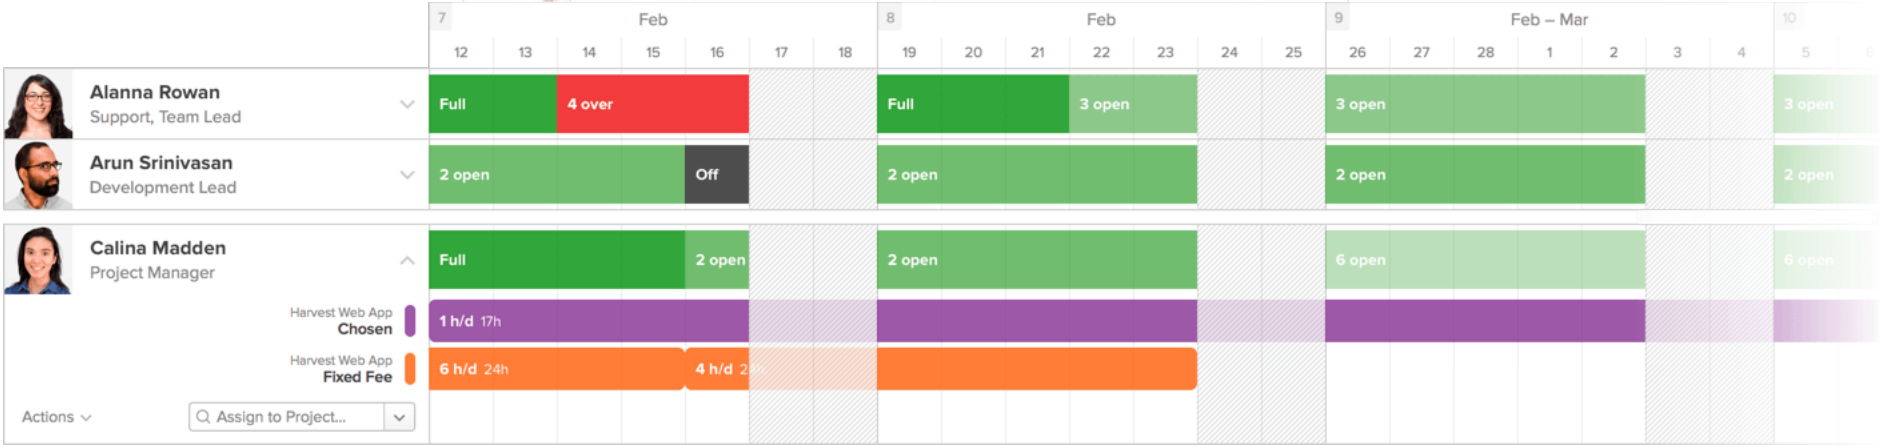 7 Feb 8 Feb 9 Feb – Mar 10
12 13 14 15 16 17 18 19 20 21 22 23 24 25 26 27 28 1 2 3 4 5
Alanna Rowan
Support, Team Lead
Full 4 over Full 3 open 3 open 3 open
Arun Srinivasan
Development Lead
2 open Off 2 open 2 open 2 open
Calina Madden
Project Manager
Full 2 open 2 open 6 open 6 open
Harvest Web App
Chosen
1 h/d 17h
Harvest Web App
Fixed Fee
6 h/d 24h 4 h/d
Actions Assign to Project...